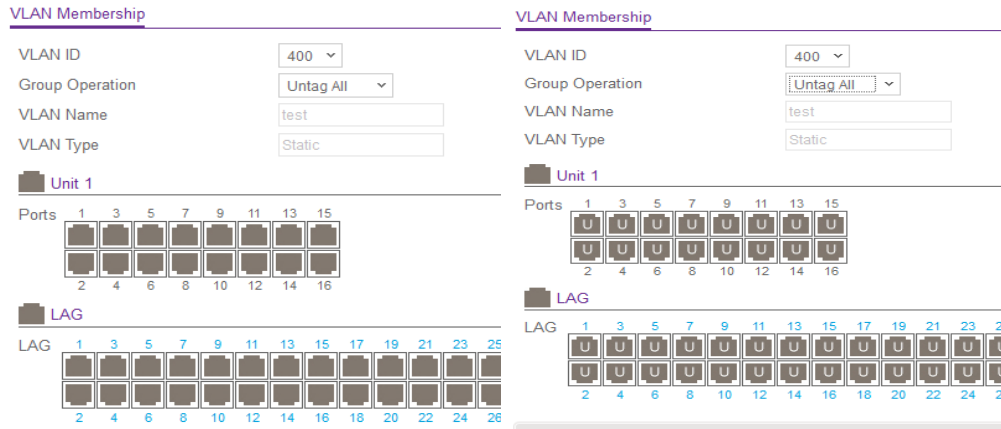 VLAN Membership
VLAN ID 400
Group Operation Untag All
VLAN Name test
VLAN Type Static
Unit 1
Ports 1 3 5 7 9 11 13 15
2 4 6 8 10 12 14 16
LAG
LAG 1 3 5 7 9 11 13 15 17 19 21 23 25
2 4 6 8 10 12 14 16 18 20 22 24 26
VLAN Membership
VLAN ID 400
Group Operation Untag All
VLAN Name test
VLAN Type Static
Unit 1
Ports 1 3 5 7 9 11 13 15
U U U U U U U U
U U U U U U U U
2 4 6 8 10 12 14 16
LAG
LAG 1 3 5 7 9 11 13 15 17 19 21 23
U U U U U U U U U U U U U
U U U U U U U U U U U U U
2 4 6 8 10 12 14 16 18 20 22 24